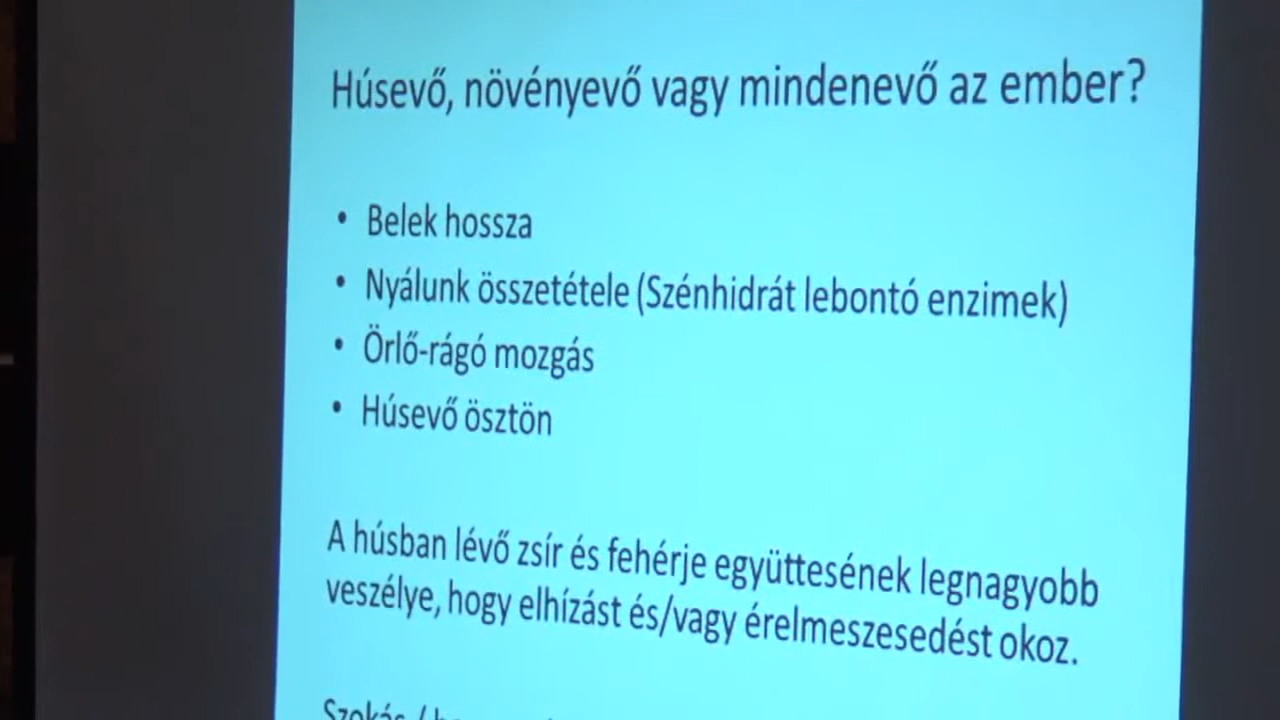 Húsevő, növényevő vagy mindenevő az ember?
• Belek hossza
• Nyálunk összetétele (Szénhidrát lebontó enzimek)
• Örlő-rágó mozgás
• Húsevő ösztön
A húsban lévő zsír és fehérje együttesének legnagyobb
veszélye, hogy elhízást és/vagy érelmeszesedést okoz.
Szokás /